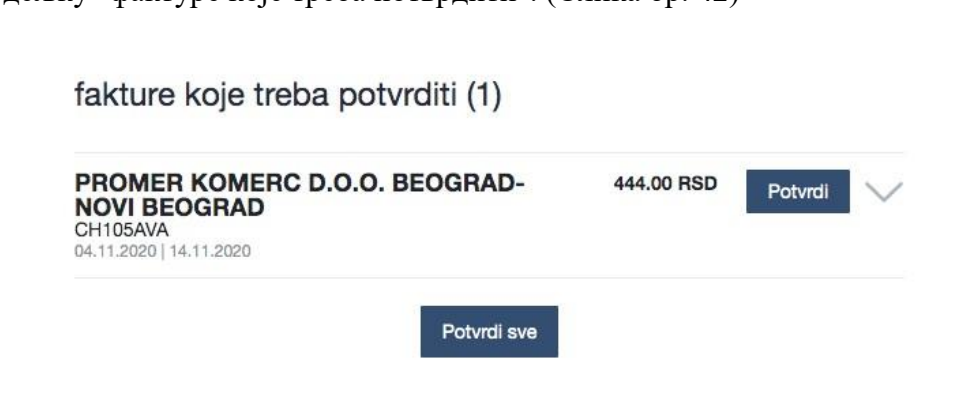 fakture koje treba potvrditi (1)
PROMER KOMERC D.O.O. BEOGRAD- 444.00 RSD Potvrdi
NOVI BEOGRAD
CH105AVA
04.11.2020 | 14.11.2020
Potvrdi sve